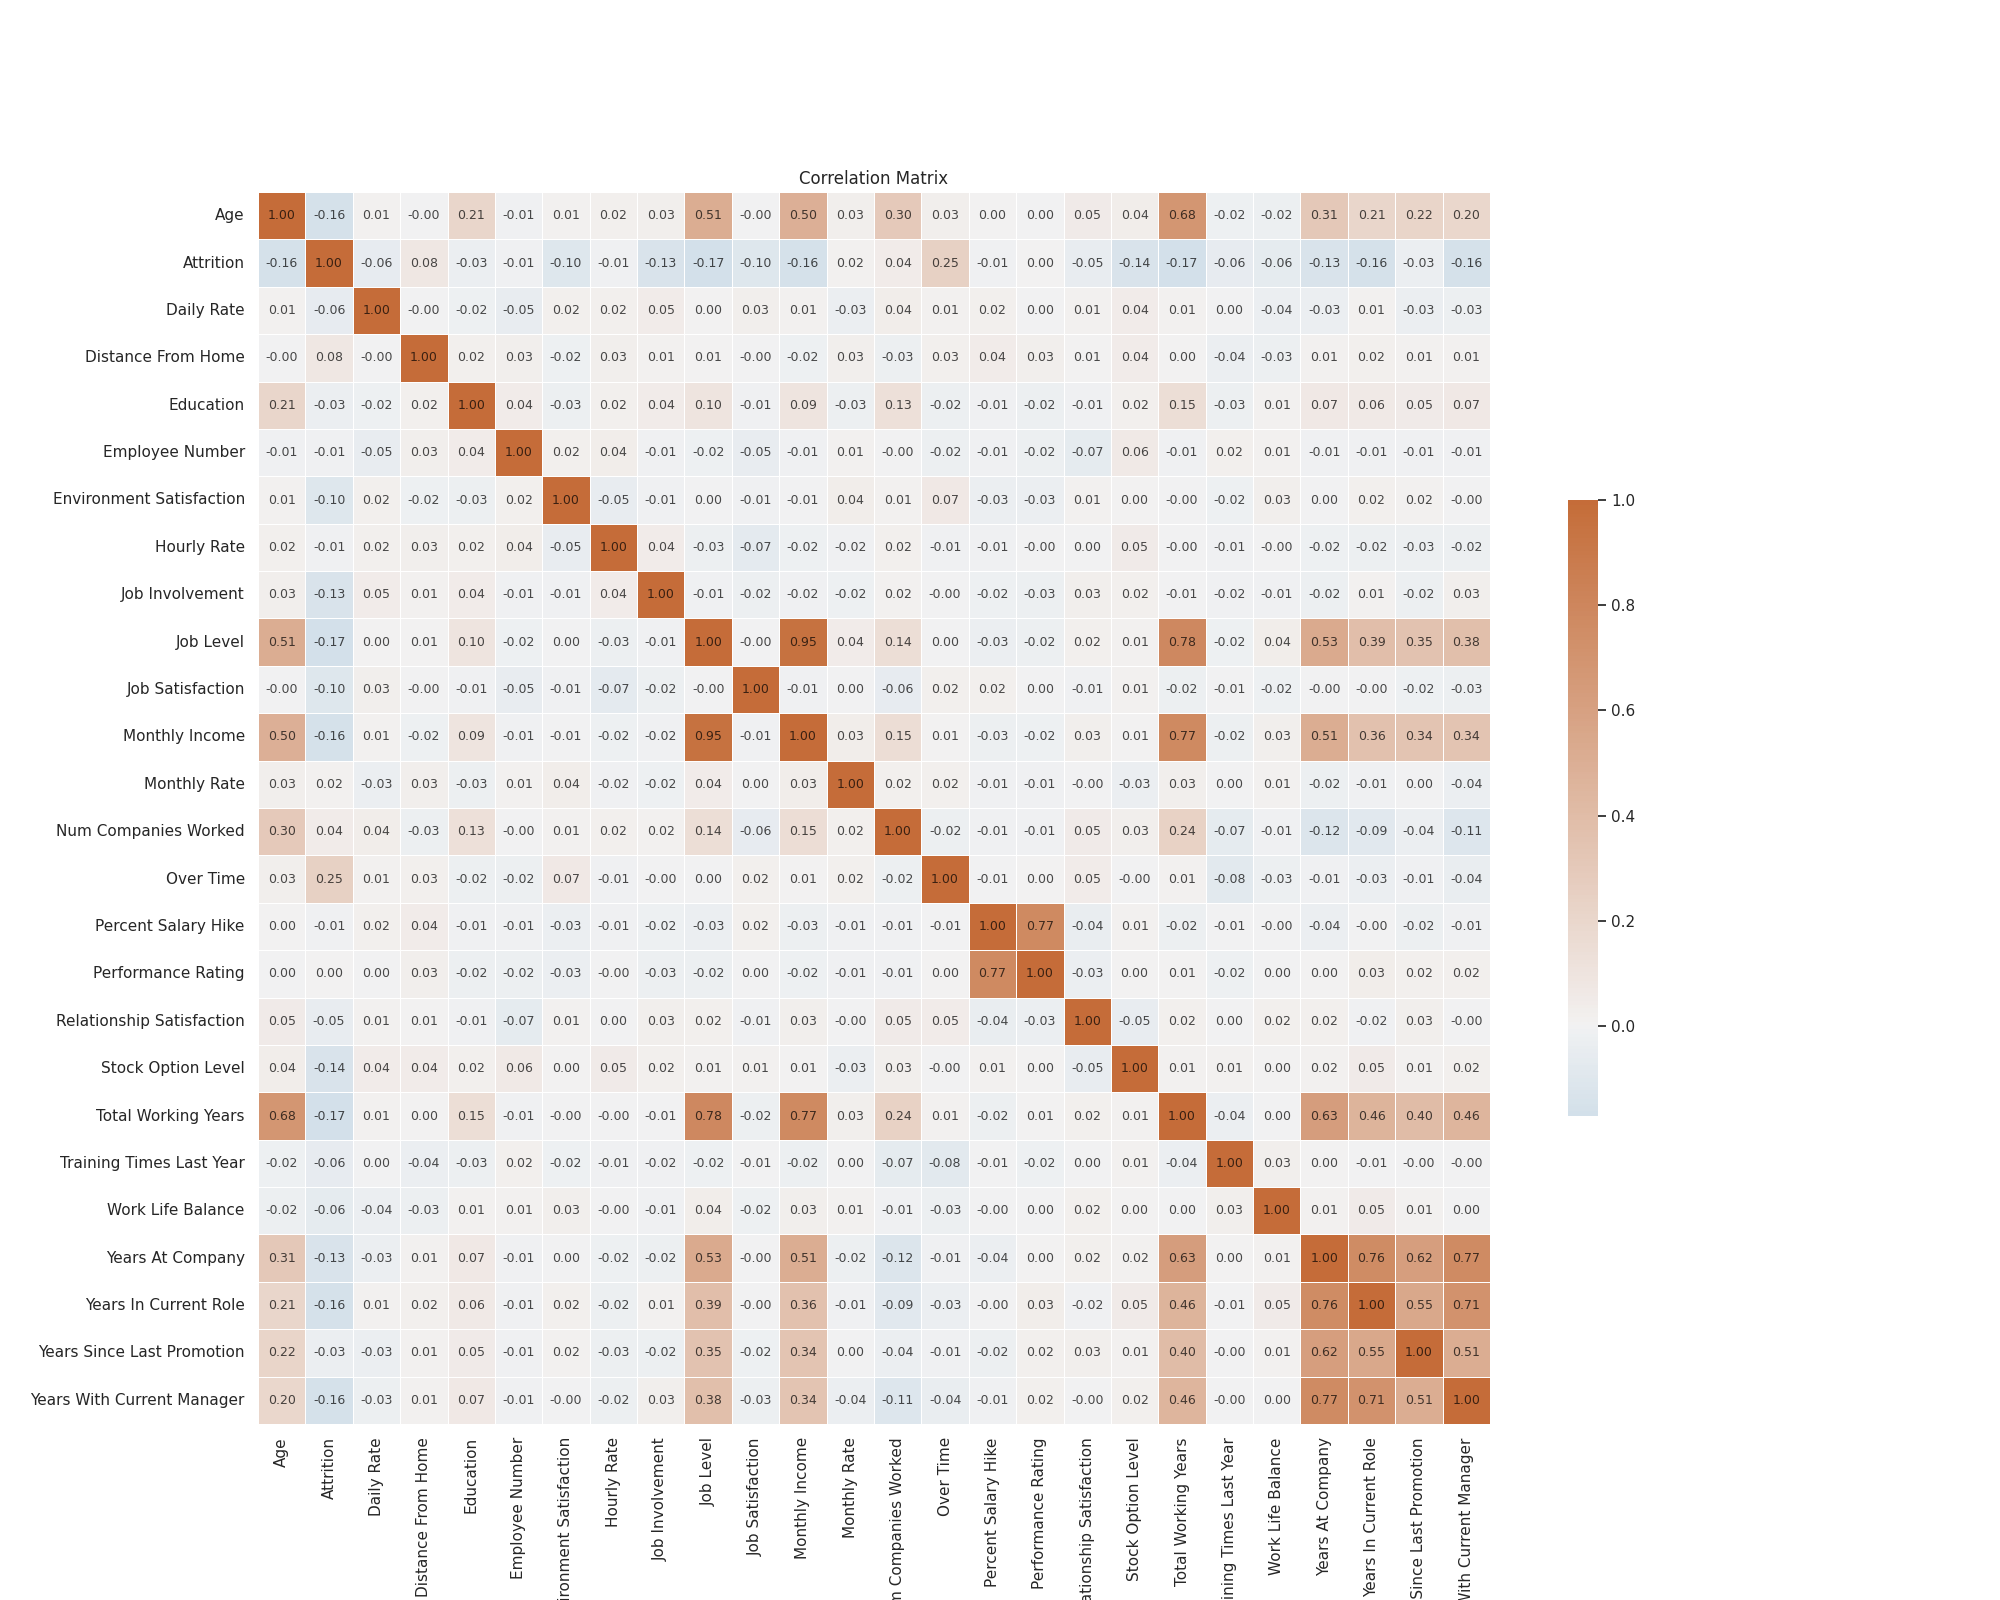 Correlation Matrix
Age 1.00 -0.16 0.01 -0.00 0.21 -0.01 0.01 0.02 0.03 0.51 -0.00 0.50 0.03 0.30 0.03 0.00 0.00 0.05 0.04 0.68 -0.02 -0.02 0.31 0.21 0.22 0.20
Attrition -0.16 1.00 -0.06 0.08 -0.03 -0.01 -0.10 -0.01 -0.13 -0.17 -0.10 -0.16 0.02 0.04 0.25 -0.01 0.00 -0.05 -0.14 -0.17 -0.06 -0.06 -0.13 -0.16 -0.03 -0.16
Daily Rate 0.01 -0.06 1.00 -0.00 -0.02 -0.05 0.02 0.02 0.05 0.00 0.03 0.01 -0.03 0.04 0.01 0.02 0.00 0.01 0.04 0.01 0.00 -0.04 -0.03 0.01 -0.03 -0.03
Distance From Home -0.00 0.08 -0.00 1.00 0.02 0.03 -0.02 0.03 0.01 0.01 -0.00 -0.02 0.03 -0.03 0.03 0.04 0.03 0.01 0.04 0.00 -0.04 -0.03 0.01 0.02 0.01 0.01
Education 0.21 -0.03 -0.02 0.02 1.00 0.04 -0.03 0.02 0.04 0.10 -0.01 0.09 -0.03 0.13 -0.02 -0.01 -0.02 -0.01 0.02 0.15 -0.03 0.01 0.07 0.06 0.05 0.07
Employee Number -0.01 -0.01 -0.05 0.03 0.04 1.00 0.02 0.04 -0.01 -0.02 -0.05 -0.01 0.01 -0.00 -0.02 -0.01 -0.02 -0.07 0.06 -0.01 0.02 0.01 -0.01 -0.01 -0.01 -0.01
Environment Satisfaction 0.01 -0.10 0.02 -0.02 -0.03 0.02 1.00 -0.05 -0.01 0.00 -0.01 -0.01 0.04 0.01 0.07 -0.03 -0.03 0.01 0.00 -0.00 -0.02 0.03 0.00 0.02 0.02 -0.00
Hourly Rate 0.02 -0.01 0.02 0.03 0.02 0.04 -0.05 1.00 0.04 -0.03 -0.07 -0.02 -0.02 0.02 -0.01 -0.01 -0.00 0.00 0.05 -0.00 -0.01 -0.00 -0.02 -0.02 -0.03 -0.02
Job Involvement 0.03 -0.13 0.05 0.01 0.04 -0.01 -0.01 0.04 1.00 -0.01 -0.02 -0.02 -0.02 0.02 -0.00 -0.02 -0.03 0.03 0.02 -0.01 -0.02 -0.01 -0.02 0.01 -0.02 0.03
Job Level 0.51 -0.17 0.00 0.01 0.10 -0.02 0.00 -0.03 -0.01 1.00 -0.00 0.95 0.04 0.14 0.00 -0.03 -0.02 0.02 0.01 0.78 -0.02 0.04 0.53 0.39 0.35 0.38
Job Satisfaction -0.00 -0.10 0.03 -0.00 -0.01 -0.05 -0.01 -0.07 -0.02 -0.00 1.00 -0.01 0.00 -0.06 0.02 0.02 0.00 -0.01 0.01 -0.02 -0.01 -0.02 -0.00 -0.00 -0.02 -0.03
Monthly Income 0.50 -0.16 0.01 -0.02 0.09 -0.01 -0.01 -0.02 -0.02 0.95 -0.01 1.00 0.03 0.15 0.01 -0.03 -0.02 0.03 0.01 0.77 -0.02 0.03 0.51 0.36 0.34 0.34
Monthly Rate 0.03 0.02 -0.03 0.03 -0.03 0.01 0.04 -0.02 -0.02 0.04 0.00 0.03 1.00 0.02 0.02 -0.01 -0.01 -0.00 -0.03 0.03 0.00 0.01 -0.02 -0.01 0.00 -0.04
Num Companies Worked 0.30 0.04 0.04 -0.03 0.13 -0.00 0.01 0.02 0.02 0.14 -0.06 0.15 0.02 1.00 -0.02 -0.01 -0.01 0.05 0.03 0.24 -0.07 -0.01 -0.12 -0.09 -0.04 -0.11
Over Time 0.03 0.25 0.01 0.03 -0.02 -0.02 0.07 -0.01 -0.00 0.00 0.02 0.01 0.02 -0.02 1.00 -0.01 0.00 0.05 -0.00 0.01 -0.08 -0.03 -0.01 -0.03 -0.01 -0.04
Percent Salary Hike 0.00 -0.01 0.02 0.04 -0.01 -0.01 -0.03 -0.01 -0.02 -0.03 0.02 -0.03 -0.01 -0.01 -0.01 1.00 0.77 -0.04 0.01 -0.02 -0.01 -0.00 -0.04 -0.00 -0.02 -0.01
Performance Rating 0.00 0.00 0.00 0.03 -0.02 -0.02 -0.03 -0.00 -0.03 -0.02 0.00 -0.02 -0.01 -0.01 0.00 0.77 1.00 -0.03 0.00 0.01 -0.02 0.00 0.00 0.03 0.02 0.02
Relationship Satisfaction 0.05 -0.05 0.01 0.01 -0.01 -0.07 0.01 0.00 0.03 0.02 -0.01 0.03 -0.00 0.05 0.05 -0.04 -0.03 1.00 -0.05 0.02 0.00 0.02 0.02 -0.02 0.03 -0.00
Stock Option Level 0.04 -0.14 0.04 0.04 0.02 0.06 0.00 0.05 0.02 0.01 0.01 0.01 -0.03 0.03 -0.00 0.01 0.00 -0.05 1.00 0.01 0.01 0.00 0.02 0.05 0.01 0.02
Total Working Years 0.68 -0.17 0.01 0.00 0.15 -0.01 -0.00 -0.00 -0.01 0.78 -0.02 0.77 0.03 0.24 0.01 -0.02 0.01 0.02 0.01 1.00 -0.04 0.00 0.63 0.46 0.40 0.46
Training Times Last Year -0.02 -0.06 0.00 -0.04 -0.03 0.02 -0.02 -0.01 -0.02 -0.02 -0.01 -0.02 0.00 -0.07 -0.08 -0.01 -0.02 0.00 0.01 -0.04 1.00 0.03 0.00 -0.01 -0.00 -0.00
Work Life Balance -0.02 -0.06 -0.04 -0.03 0.01 0.01 0.03 -0.00 -0.01 0.04 -0.02 0.03 0.01 -0.01 -0.03 -0.00 0.00 0.02 0.00 0.00 0.03 1.00 0.01 0.05 0.01 0.00
Years At Company 0.31 -0.13 -0.03 0.01 0.07 -0.01 0.00 -0.02 -0.02 0.53 -0.00 0.51 -0.02 -0.12 -0.01 -0.04 0.00 0.02 0.02 0.63 0.00 0.01 1.00 0.76 0.62 0.77
Years In Current Role 0.21 -0.16 0.01 0.02 0.06 -0.01 0.02 -0.02 0.01 0.39 -0.00 0.36 -0.01 -0.09 -0.03 -0.00 0.03 -0.02 0.05 0.46 -0.01 0.05 0.76 1.00 0.55 0.71
Years Since Last Promotion 0.22 -0.03 -0.03 0.01 0.05 -0.01 0.02 -0.03 -0.02 0.35 -0.02 0.34 0.00 -0.04 -0.01 -0.02 0.02 0.03 0.01 0.40 -0.00 0.01 0.62 0.55 1.00 0.51
Years With Current Manager 0.20 -0.16 -0.03 0.01 0.07 -0.01 -0.00 -0.02 0.03 0.38 -0.03 0.34 -0.04 -0.11 -0.04 -0.01 0.02 -0.00 0.02 0.46 -0.00 0.00 0.77 0.71 0.51 1.00
Age
Attrition
Daily Rate
Distance From Home
Education
Employee Number
ironment Satisfaction
Hourly Rate
Job Involvement
Job Level
Job Satisfaction
Monthly Income
Monthly Rate
m Companies Worked
Over Time
Percent Salary Hike
Performance Rating
ationship Satisfaction
Stock Option Level
Total Working Years
ining Times Last Year
Work Life Balance
Years At Company
Years In Current Role
Since Last Promotion
With Current Manager
1.0
0.8
0.6
0.4
0.2
0.0